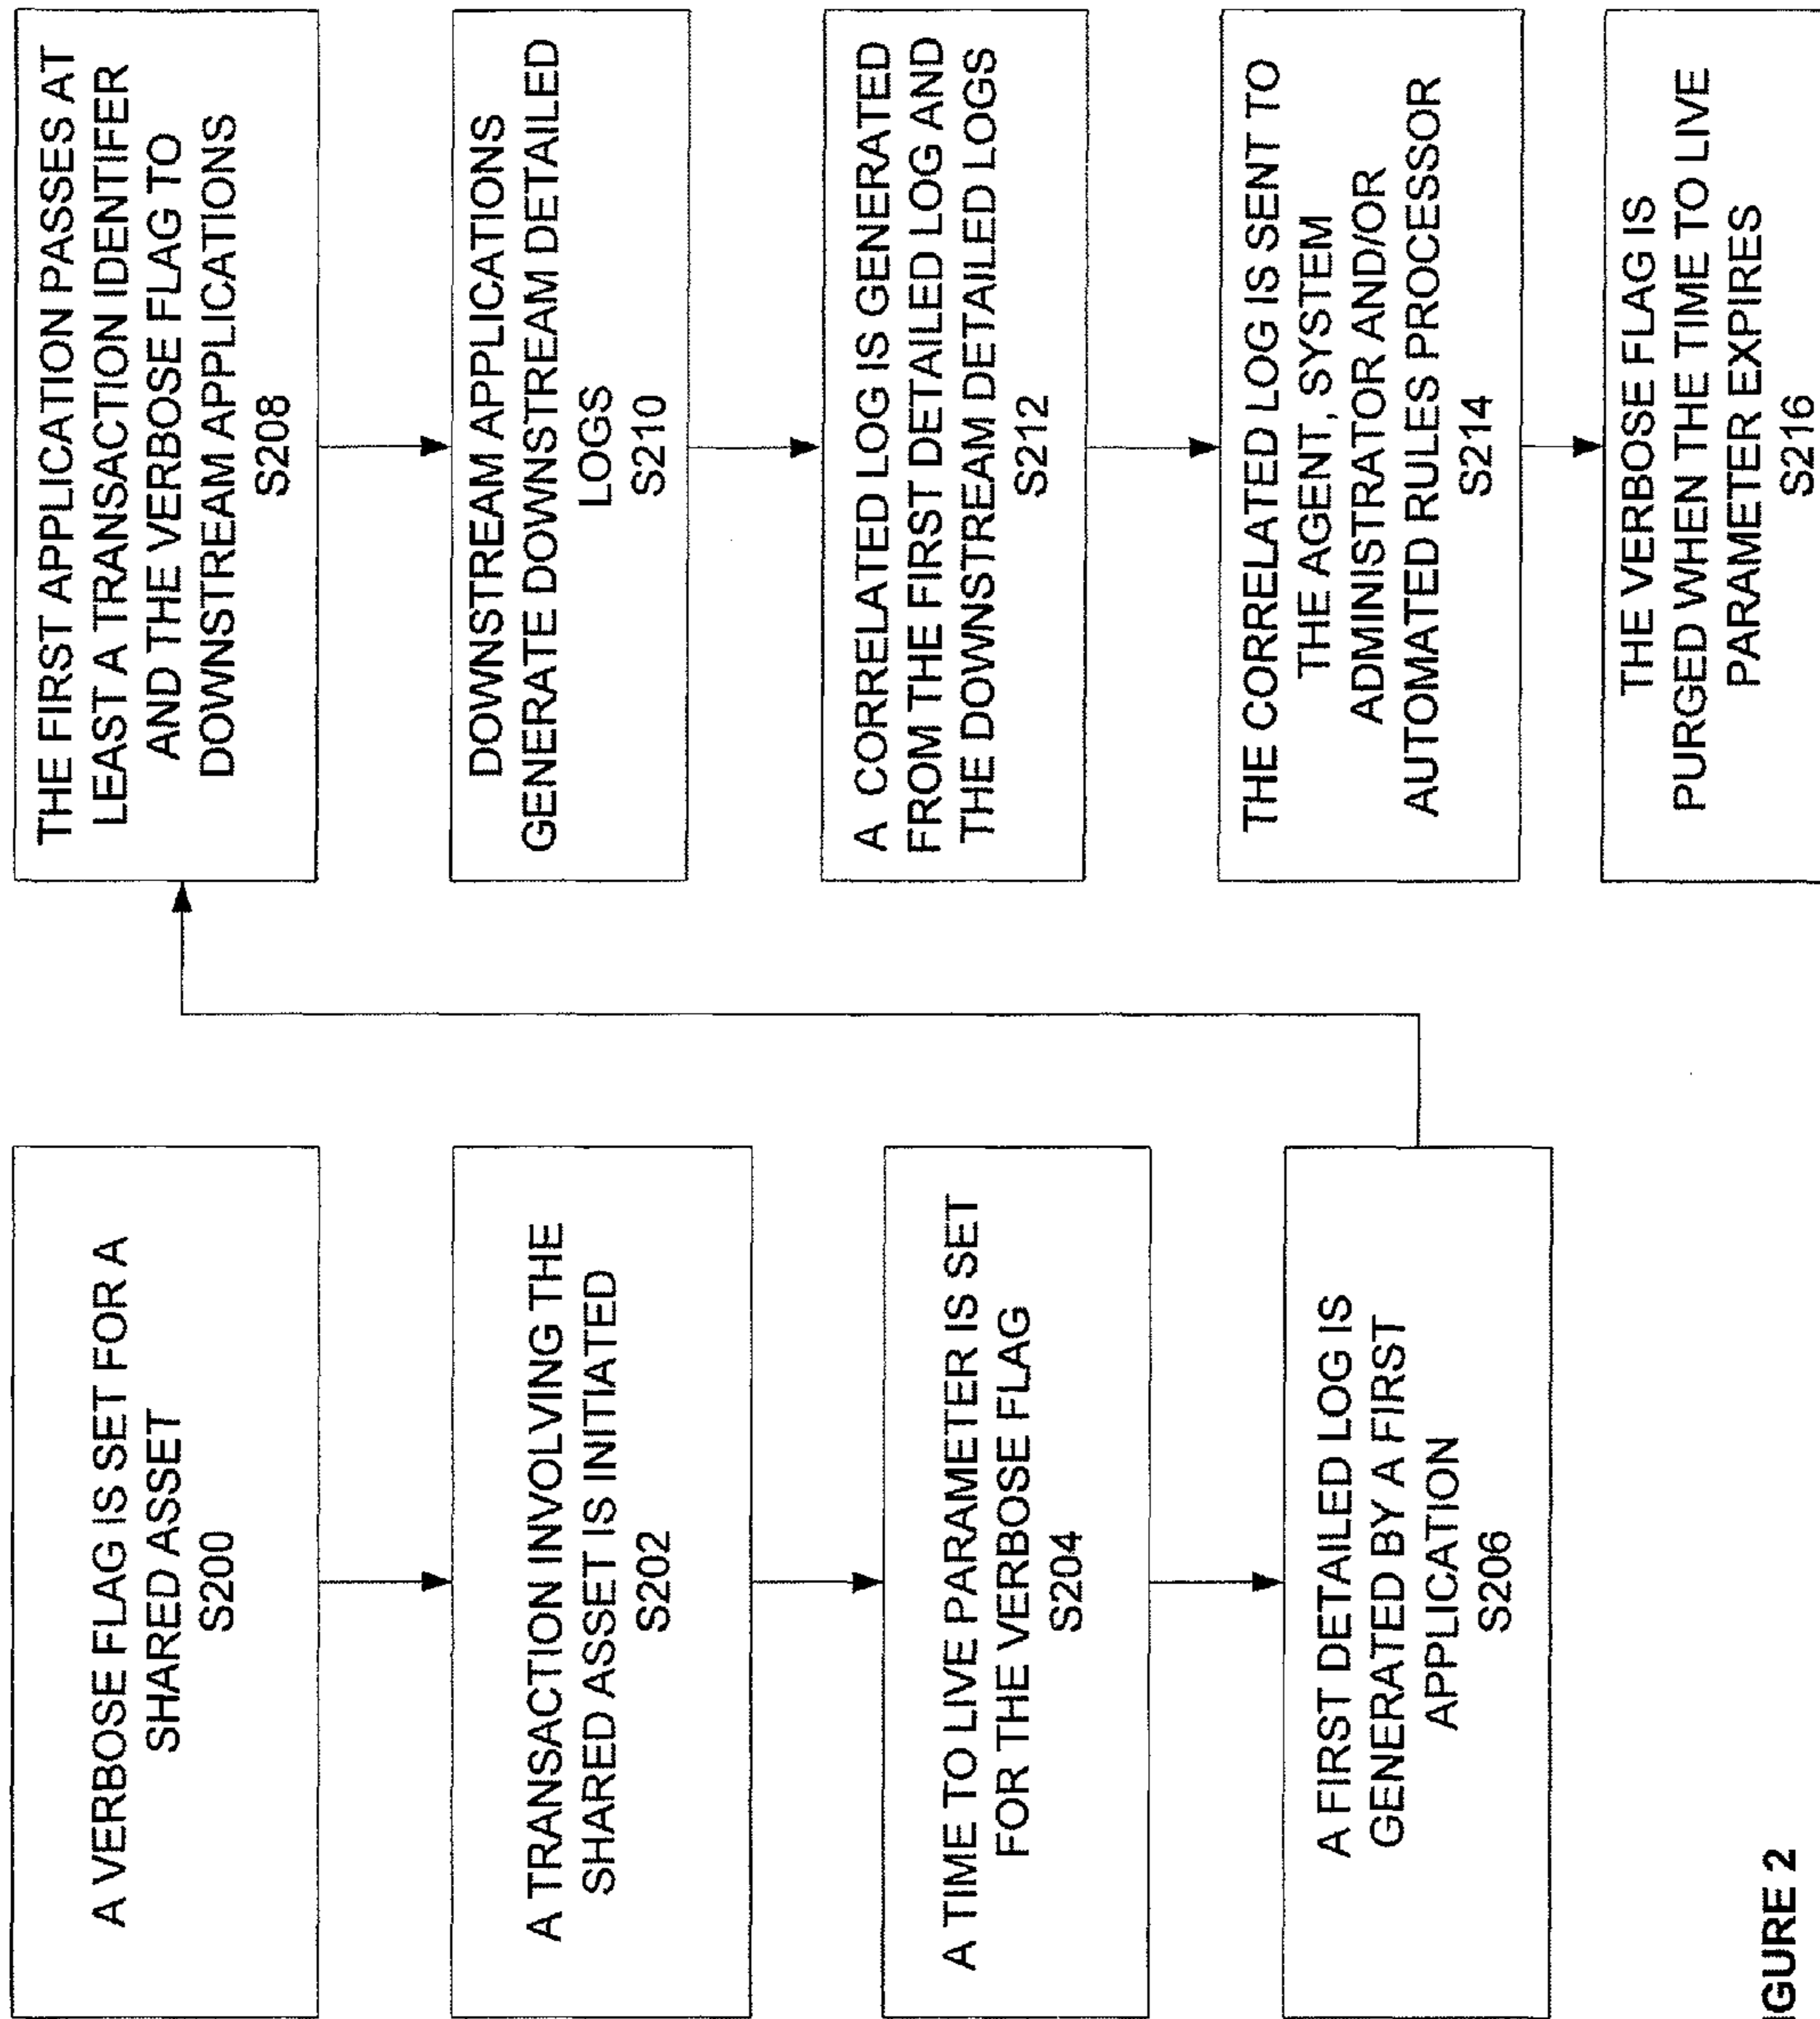 A VERBOSE FLAG IS SET FOR A
SHARED ASSET
S200
A TRANSACTION INVOLVING THE
SHARED ASSET IS INITIATED
S202
A TIME TO LIVE PARAMETER IS SET
FOR THE VERBOSE FLAG
S204
A FIRST DETAILED LOG IS
GENERATED BY A FIRST
APPLICATION
S206
THE FIRST APPLICATION PASSES AT
LEAST A TRANSACTION IDENTIFER
AND THE VERBOSE FLAG TO
DOWNSTREAM APPLICATIONS
S208
DOWNSTREAM APPLICATIONS
GENERATE DOWNSTREAM DETAILED
LOGS
S210
A CORRELATED LOG IS GENERATED
FROM THE FIRST DETAILED LOG AND
THE DOWNSTREAM DETAILED LOGS
S212
THE CORRELATED LOG IS SENT TO
THE AGENT, SYSTEM
ADMINISTRATOR AND/OR
AUTOMATED RULES PROCESSOR
S214
THE VERBOSE FLAG IS
PURGED WHEN THE TIME TO LIVE
PARAMETER EXPIRES
S216
IGURE 2